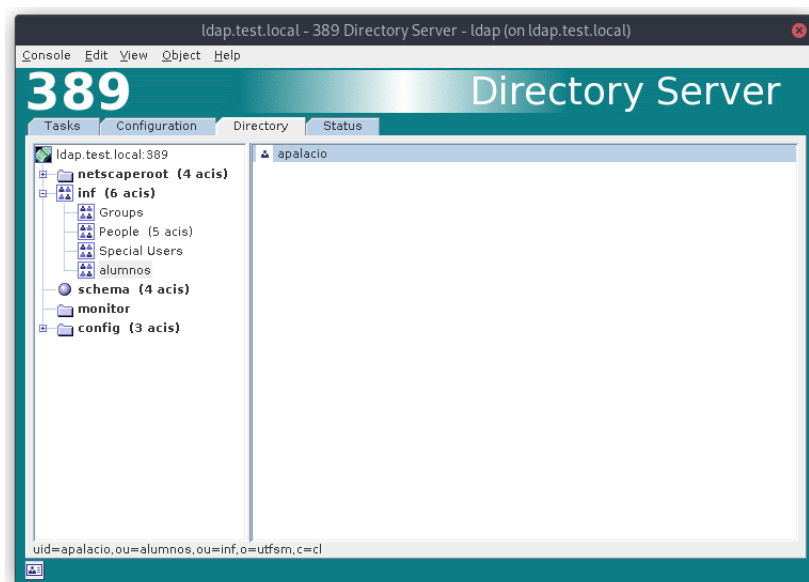 ldap.test.local - 389 Directory Server - ldap (on ldap.test.local)
Console Edit View Object Help
389 Directory Server
Tasks Configuration Directory Status
ldap.test.local:389
netscaperoot (4 acis)
inf (6 acis)
Groups
People (5 acis)
Special Users
alumnos
schema (4 acis)
monitor
config (3 acis)
apalacio
uid=apalacio,ou=alumnos,ou=inf,o=utfsm,c=cl